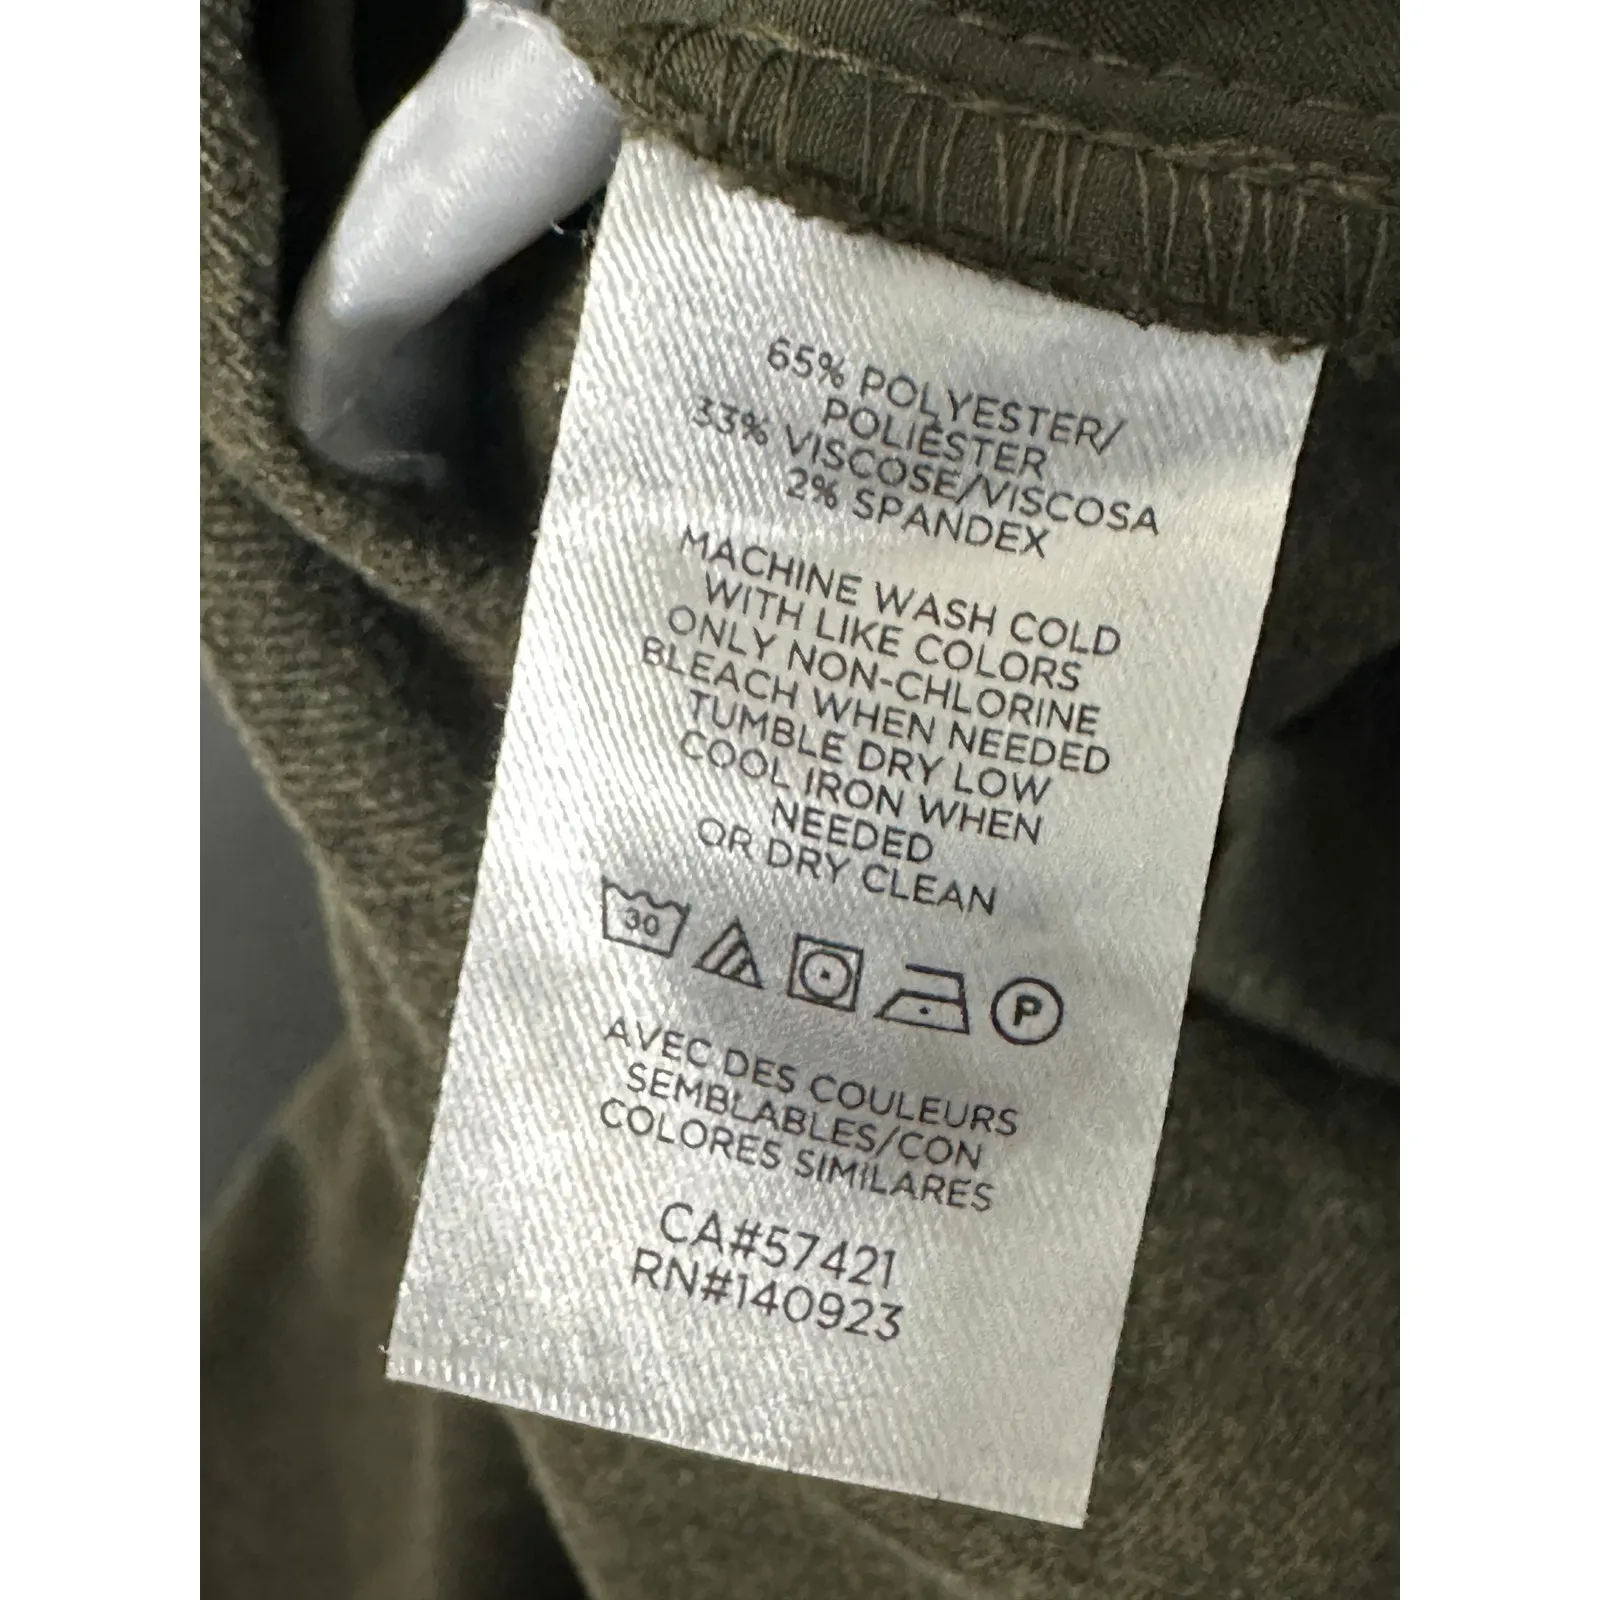 65% POLYESTER/
POLIÉSTER
33% VISCOSE/VISCOSA
2% SPANDEX
MACHINE WASH COLD
WITH LIKE COLORS
ONLY NON-CHLORINE
BLEACH WHEN NEEDED
TUMBLE DRY LOW
COOL IRON WHEN
NEEDED
OR DRY CLEAN
30 P
AVEC DES COULEURS
SEMBLABLES/CON
COLORES SIMILARES
CA#57421
RN#140923